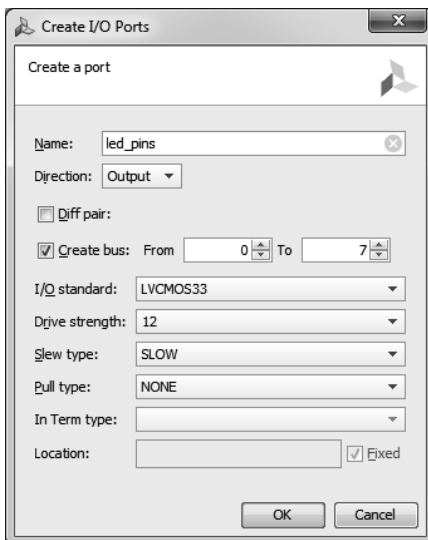 Create I/O Ports
Create a port
Name: led_pins
Direction: Output
Diff pair:
Create bus: From 0 To 7
I/O standard: LVCMOS33
Drive strength: 12
Slew type: SLOW
Pull type: NONE
In Term type:
Location: Fixed
OK Cancel